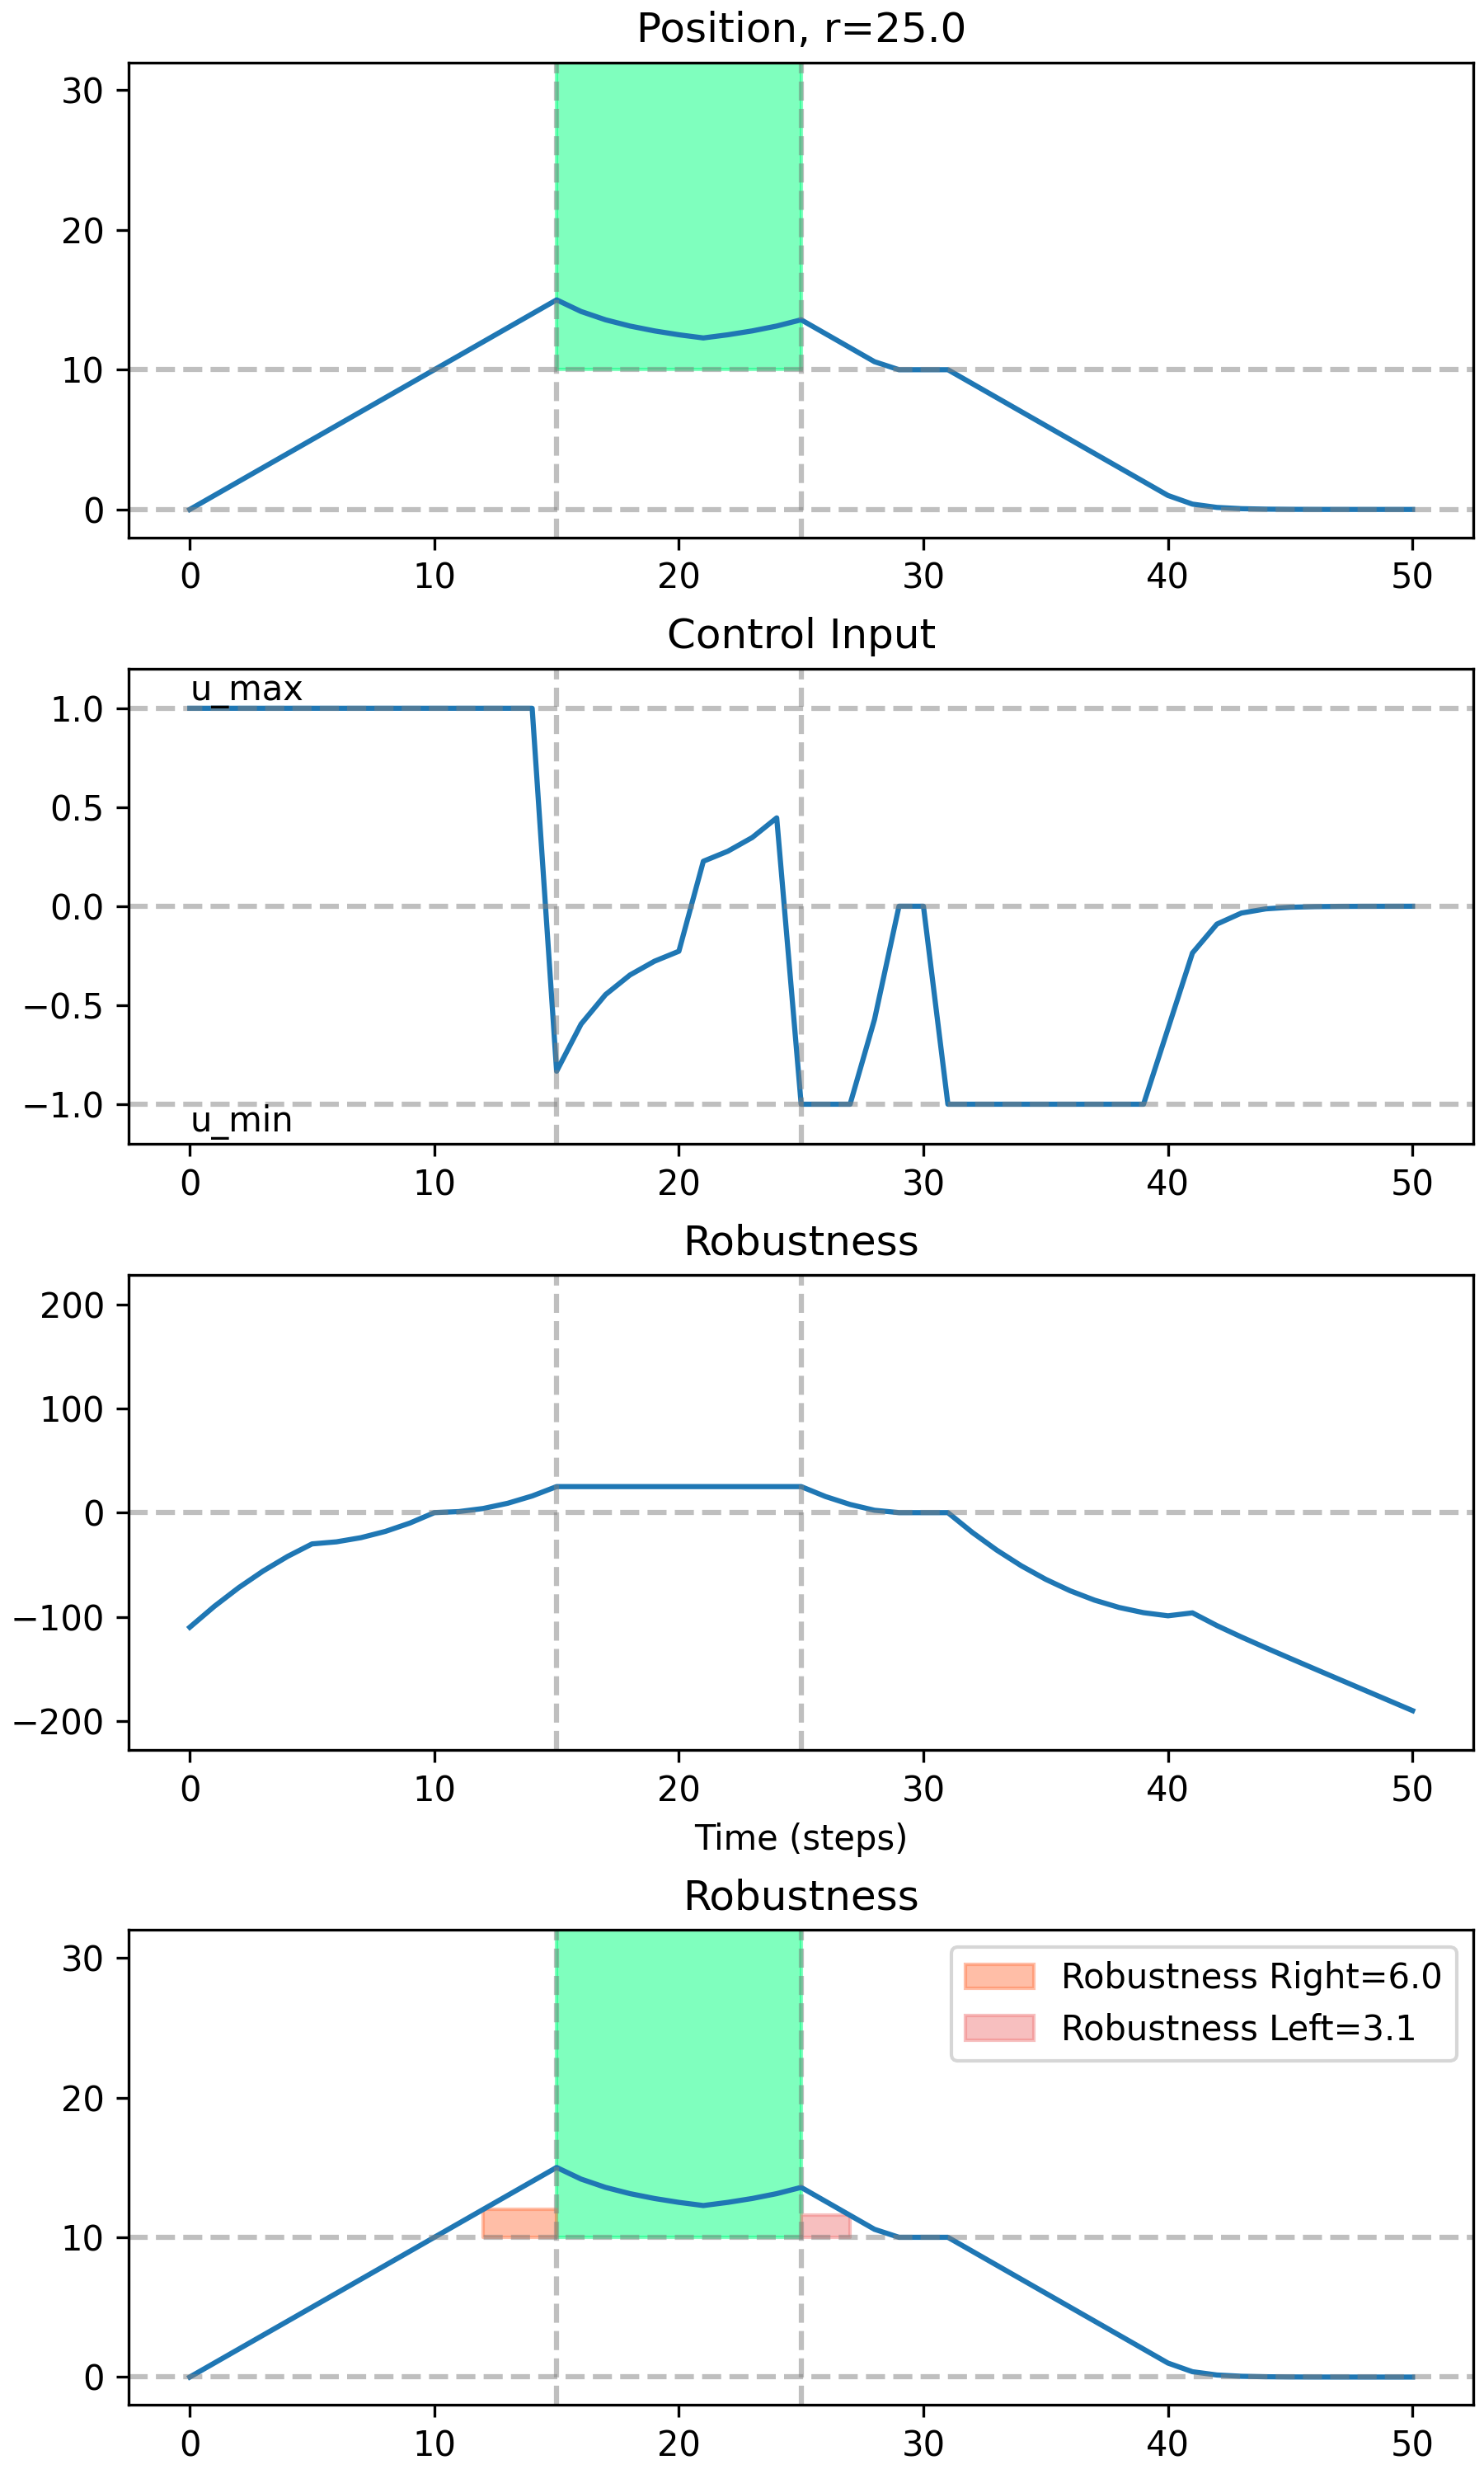 Position, r=25.0
30
20
10
0
0 10 20 30 40 50
Control Input
u_max
1.0
0.5
0.0
−0.5
−1.0
u_min
0 10 20 30 40 50
Robustness
200
100
0
−100
−200
0 10 20 30 40 50
Time (steps)
Robustness
30
Robustness Right=6.0
Robustness Left=3.1
20
10
0
0 10 20 30 40 50